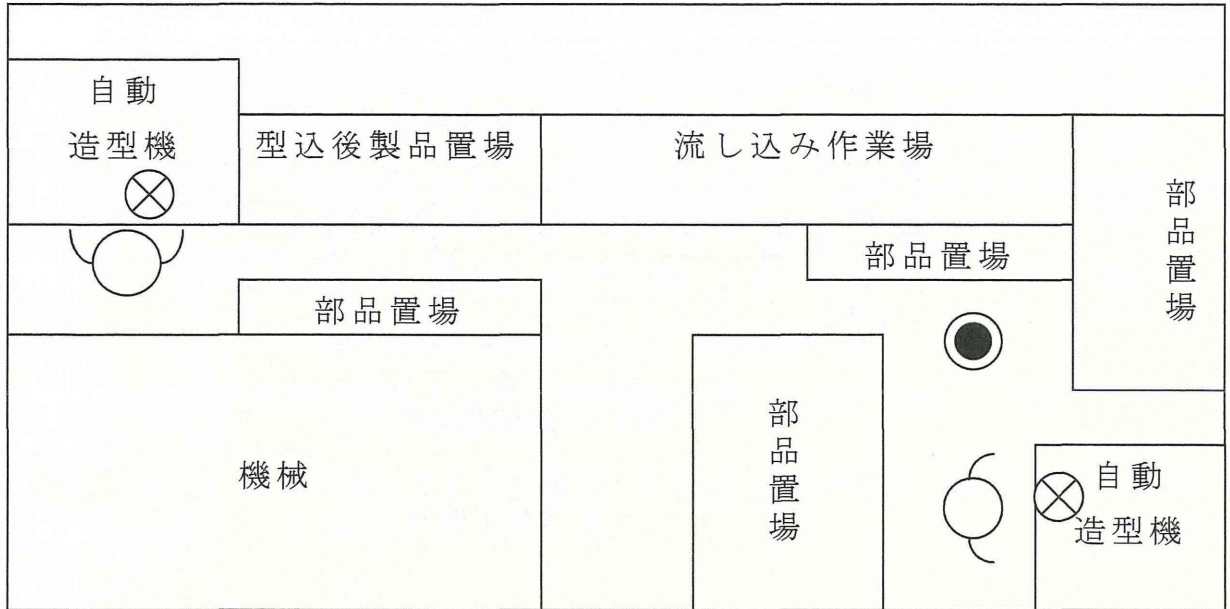 自動
造型機
型込後製品置場
流し込み作業場
部品置場
部品置場
部品置場
機械
部品置場
自動
造型機